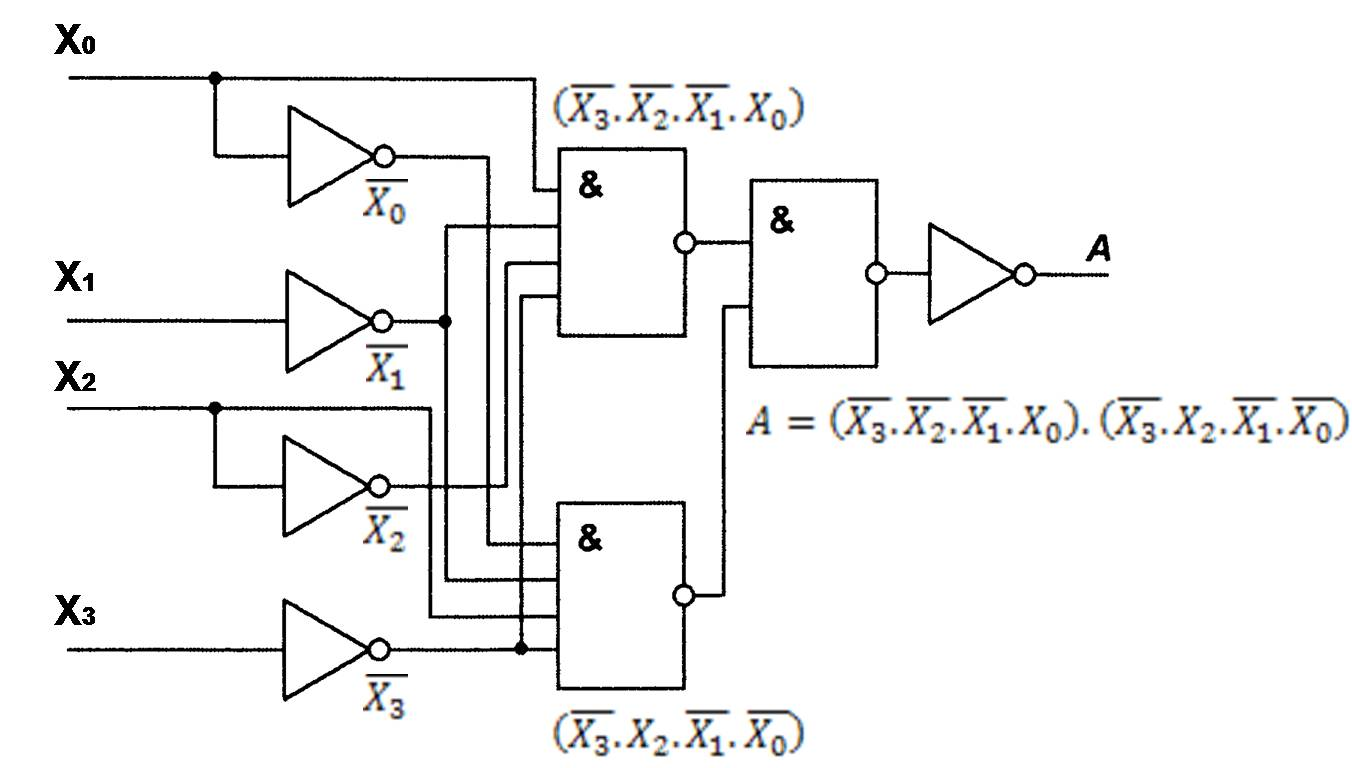 X₀
(X̅₃.X̅₂.X̅₁.X₀)
&
X̅₀
&
A
X₁
X̅₁
X₂
A = (X̅₃.X̅₂.X̅₁.X₀).(X̅₃.X₂.X̅₁.X̅₀)
X̅₂
&
X₃
X̅₃
(X̅₃.X₂.X̅₁.X̅₀)